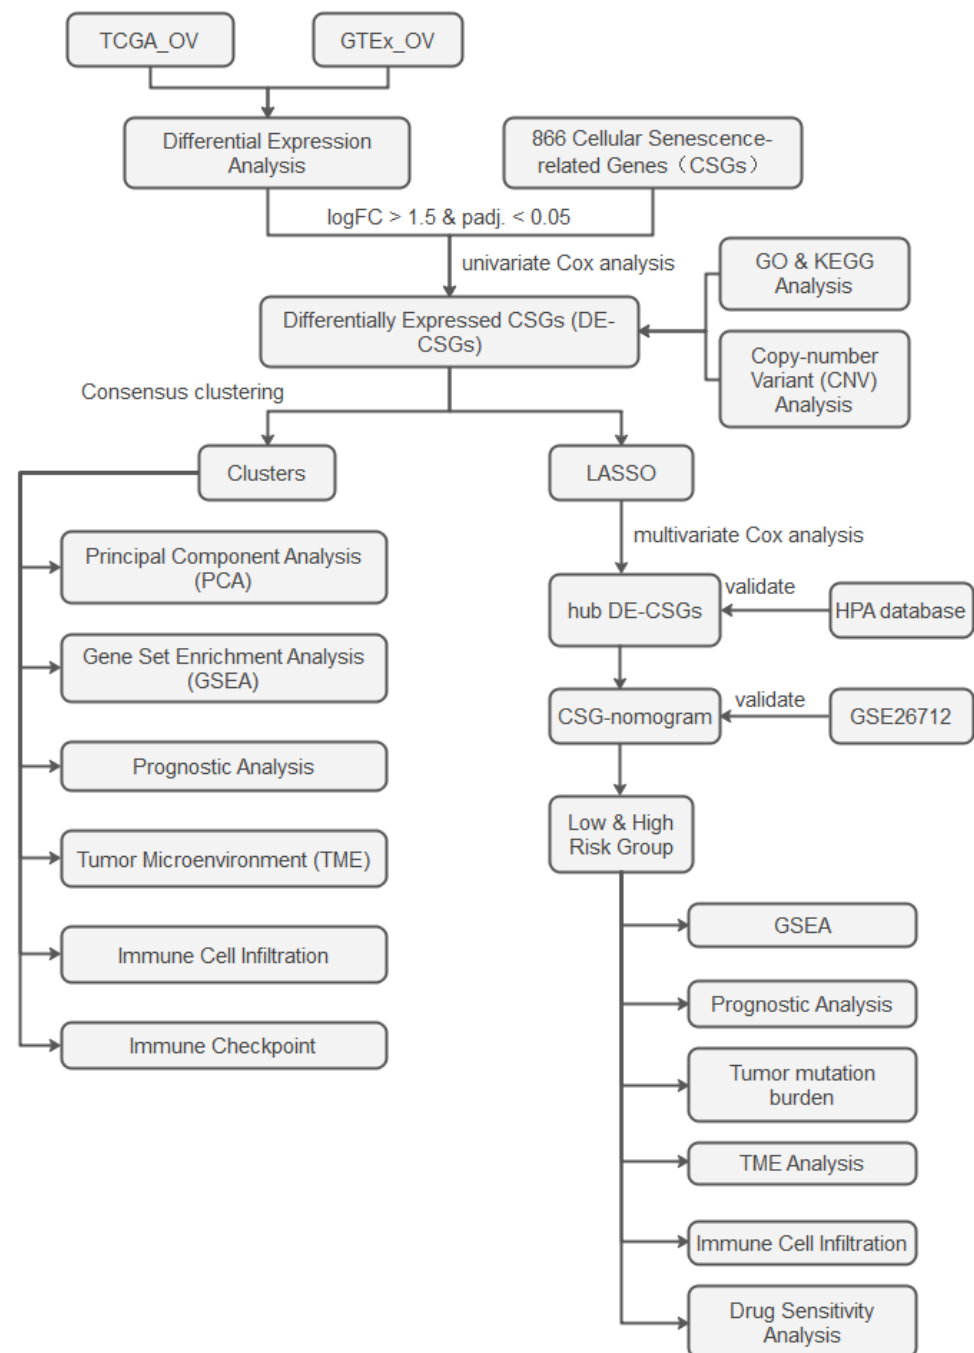 TCGA_OV
GTEx_OV
Differential Expression
Analysis
866 Cellular Senescence-
related Genes（CSGs）
logFC > 1.5 & padj. < 0.05
univariate Cox analysis
GO & KEGG
Analysis
Differentially Expressed CSGs (DE-
CSGs)
Copy-number
Variant (CNV)
Analysis
Consensus clustering
Clusters
LASSO
multivariate Cox analysis
Principal Component Analysis
(PCA)
hub DE-CSGs
validate
HPA database
Gene Set Enrichment Analysis
(GSEA)
CSG-nomogram
validate
GSE26712
Prognostic Analysis
Low & High
Risk Group
Tumor Microenvironment (TME)
GSEA
Immune Cell Infiltration
Prognostic Analysis
Immune Checkpoint
Tumor mutation
burden
TME Analysis
Immune Cell Infiltration
Drug Sensitivity
Analysis